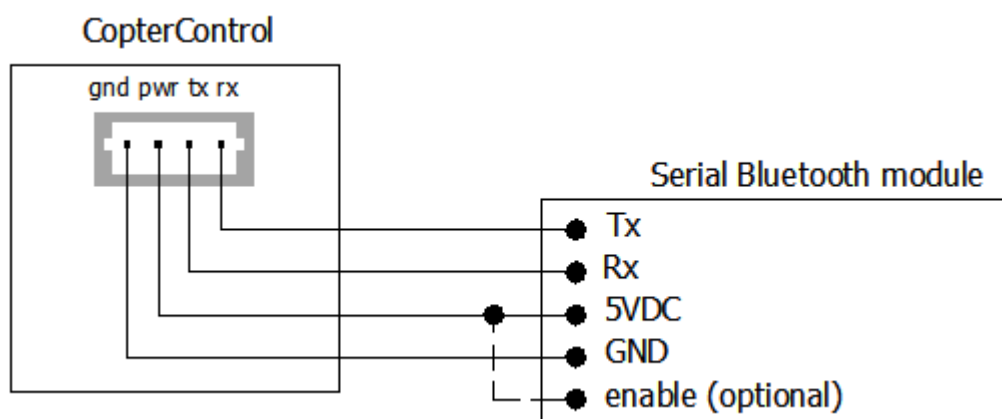 CopterControl
gnd pwr tx rx
Serial Bluetooth module
Tx
Rx
5VDC
GND
enable (optional)